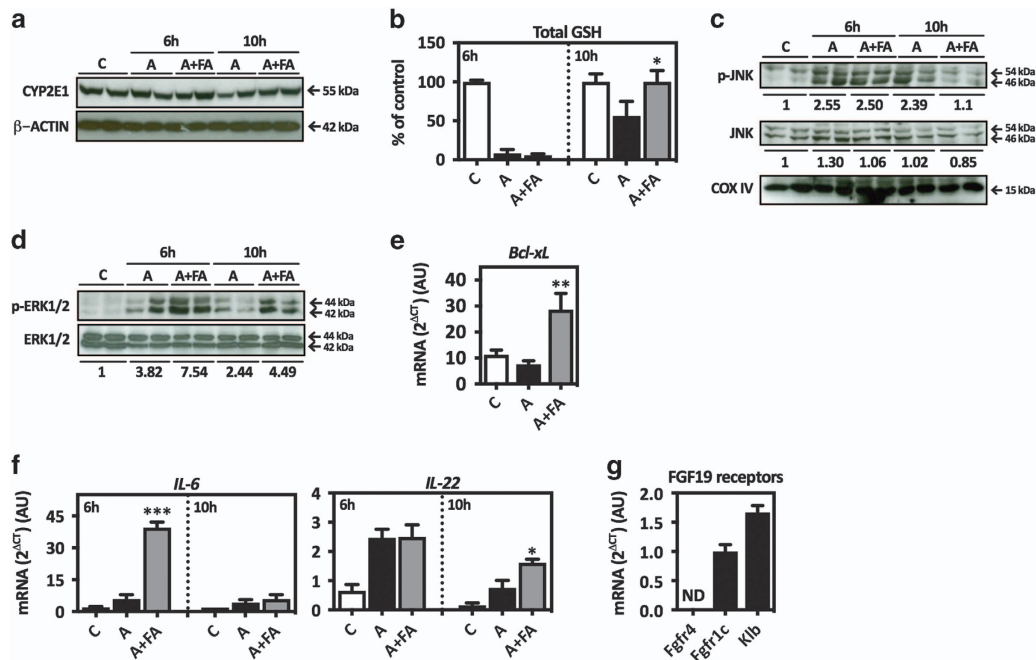 a
6h 10h
C A A+FA A A+FA
CYP2E1 ← 55 kDa
β-ACTIN ← 42 kDa
b
Total GSH
% of control
150
100
50
0
6h 10h
*
C A A+FA C A A+FA
c
6h 10h
C A A+FA A A+FA
p-JNK ← 54 kDa
← 46 kDa
1 2.55 2.50 2.39 1.1
JNK ← 54 kDa
← 46 kDa
1 1.30 1.06 1.02 0.85
COX IV ← 15 kDa
d
6h 10h
C A A+FA A A+FA
p-ERK1/2 ← 44 kDa
← 42 kDa
ERK1/2 ← 44 kDa
← 42 kDa
1 3.82 7.54 2.44 4.49
e
Bcl-xL
mRNA (2^ΔCT) (AU)
40
30
20
10
0
**
C A A+FA
f
IL-6
mRNA (2^ΔCT) (AU)
45
30
15
0
6h 10h
***
C A A+FA C A A+FA
IL-22
4
3
2
1
0
6h 10h
*
C A A+FA C A A+FA
g
FGF19 receptors
mRNA (2^ΔCT) (AU)
2.0
1.5
1.0
0.5
0.0
ND
Fgfr4 Fgfr1c Klb